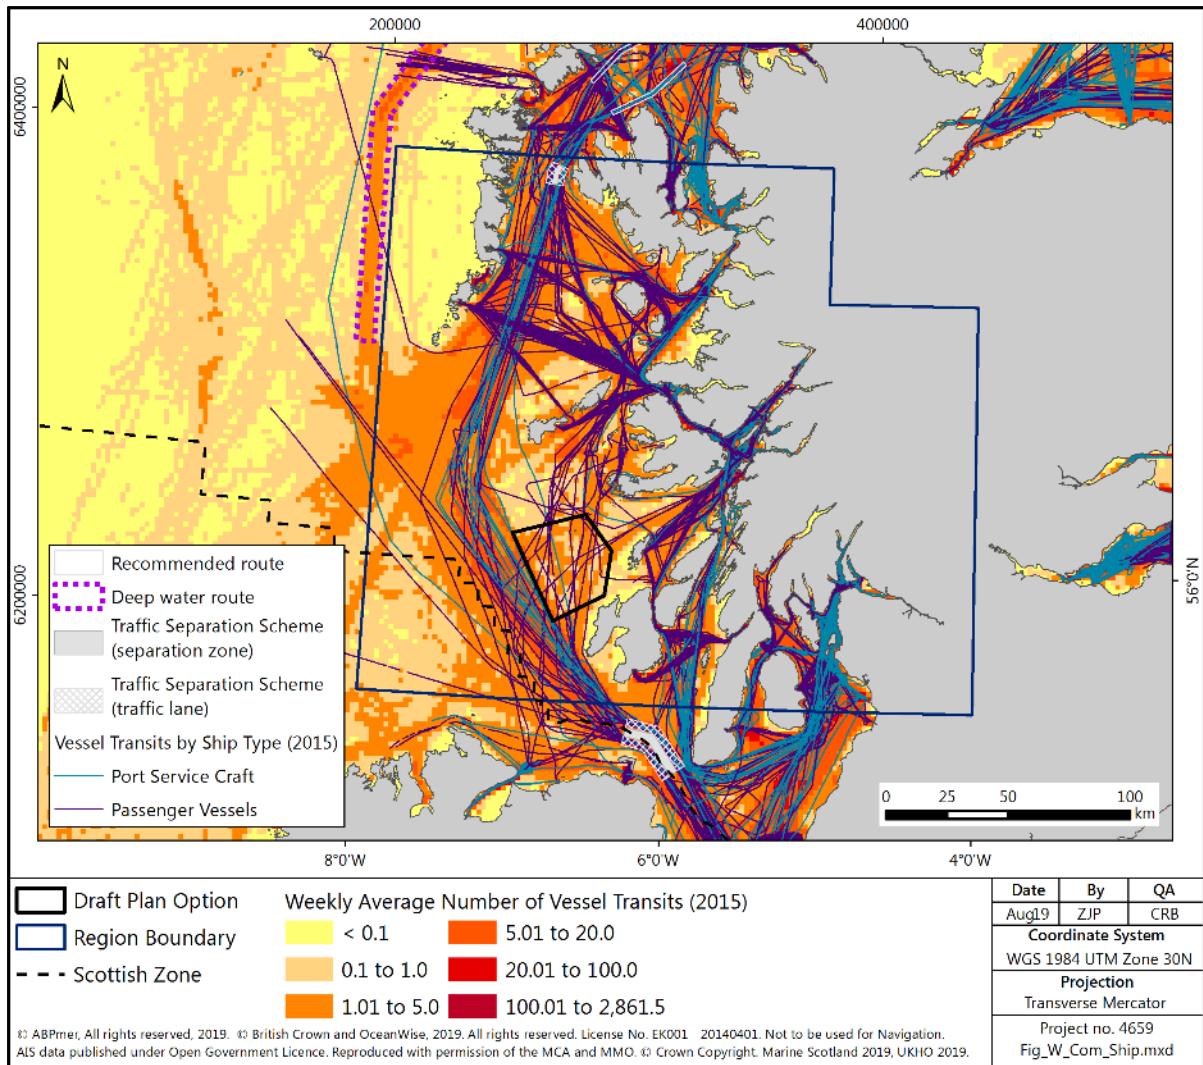 200000
400000
N
6400000
6200000
56°0'N
Recommended route
Deep water route
Traffic Separation Scheme
(separation zone)
Traffic Separation Scheme
(traffic lane)
Vessel Transits by Ship Type (2015)
Port Service Craft
Passenger Vessels
0 25 50 100
km
8°0'W
6°0'W
4°0'W
Draft Plan Option
Region Boundary
Scottish Zone
Weekly Average Number of Vessel Transits (2015)
< 0.1
0.1 to 1.0
1.01 to 5.0
5.01 to 20.0
20.01 to 100.0
100.01 to 2,861.5
Date By QA
Aug19 ZJP CRB
Coordinate System
WGS 1984 UTM Zone 30N
Projection
Transverse Mercator
Project no. 4659
Fig_W_Com_Ship.mxd
© ABPmer, All rights reserved, 2019. © British Crown and OceanWise, 2019. All rights reserved. License No. EK001 20140401. Not to be used for Navigation.
AIS data published under Open Government Licence. Reproduced with permission of the MCA and MMO. © Crown Copyright. Marine Scotland 2019, UKHO 2019.